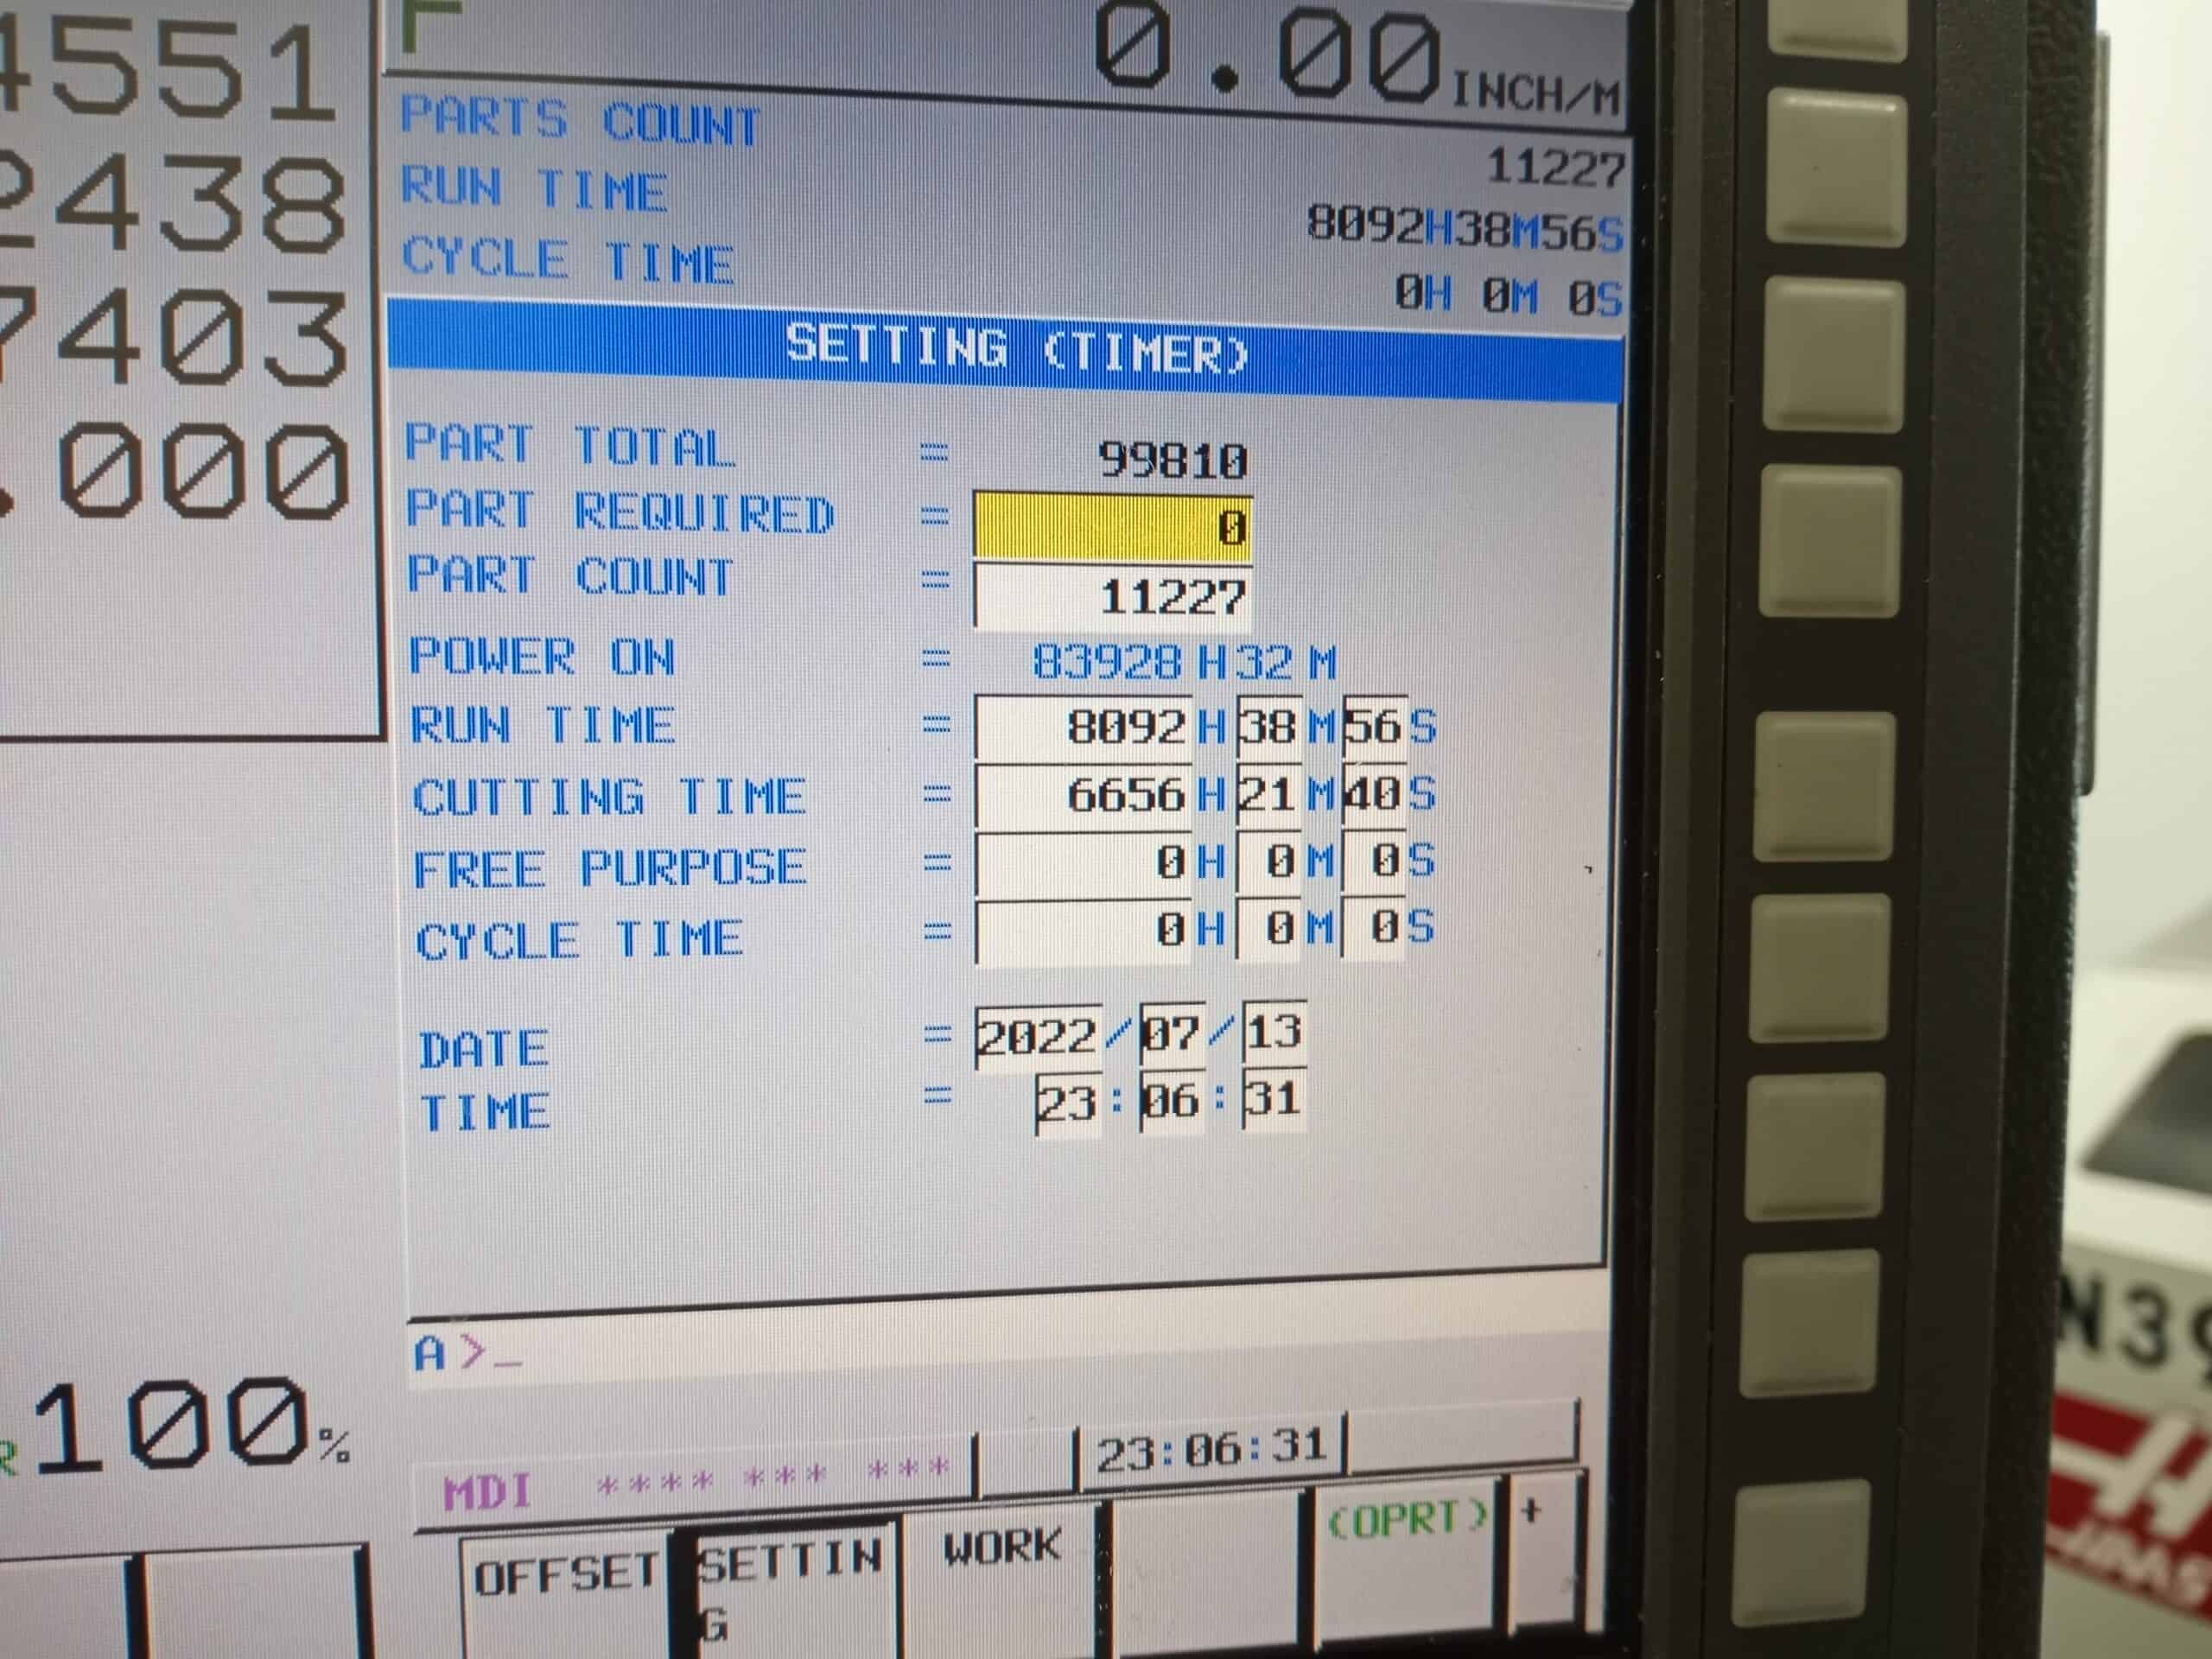 4551
2438
7403
.000
F 0.00 INCH/M
PARTS COUNT 11227
RUN TIME 8092H38M56S
CYCLE TIME 0H 0M 0S
SETTING (TIMER)
PART TOTAL = 99810
PART REQUIRED = 0
PART COUNT = 11227
POWER ON = 83928 H 32 M
RUN TIME = 8092 H 38 M 56 S
CUTTING TIME = 6656 H 21 M 40 S
FREE PURPOSE = 0 H 0 M 0 S
CYCLE TIME = 0 H 0 M 0 S
DATE = 2022/07/13
TIME = 23:06:31
A>_
R 100%
MDI **** *** *** 23:06:31
OFFSET SETTIN
G WORK (OPRT) +
N39
H